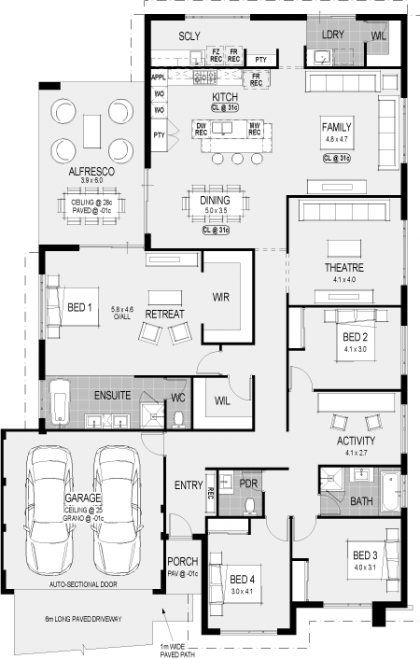 SCLY
LDRY
WIL
FZ REC
FR REC
PTY
APPL
WO
WO
PTY
FR REC
KITCH
CL @ 31c
DW REC
MW REC
FAMILY
4.8 x 4.7
CL @ 31c
ALFRESCO
3.9 x 6.0
CEILING @ 28c
PAVED @ -01c
DINING
5.0 x 3.5
CL @ 31c
THEATRE
4.1 x 4.0
BED 1
5.8 x 4.6
O/ALL
RETREAT
WIR
BED 2
4.1 x 3.0
ENSUITE
WC
WIL
ACTIVITY
4.1 x 2.7
GARAGE
CEILING @ 25
GRANO @ -01c
ENTRY
REC
PDR
BATH
PORCH
PAV @ -01c
BED 4
3.0 x 4.1
BED 3
4.0 x 3.1
AUTO-SECTIONAL DOOR
6m LONG PAVED DRIVEWAY
1m WIDE
PAVED PATH